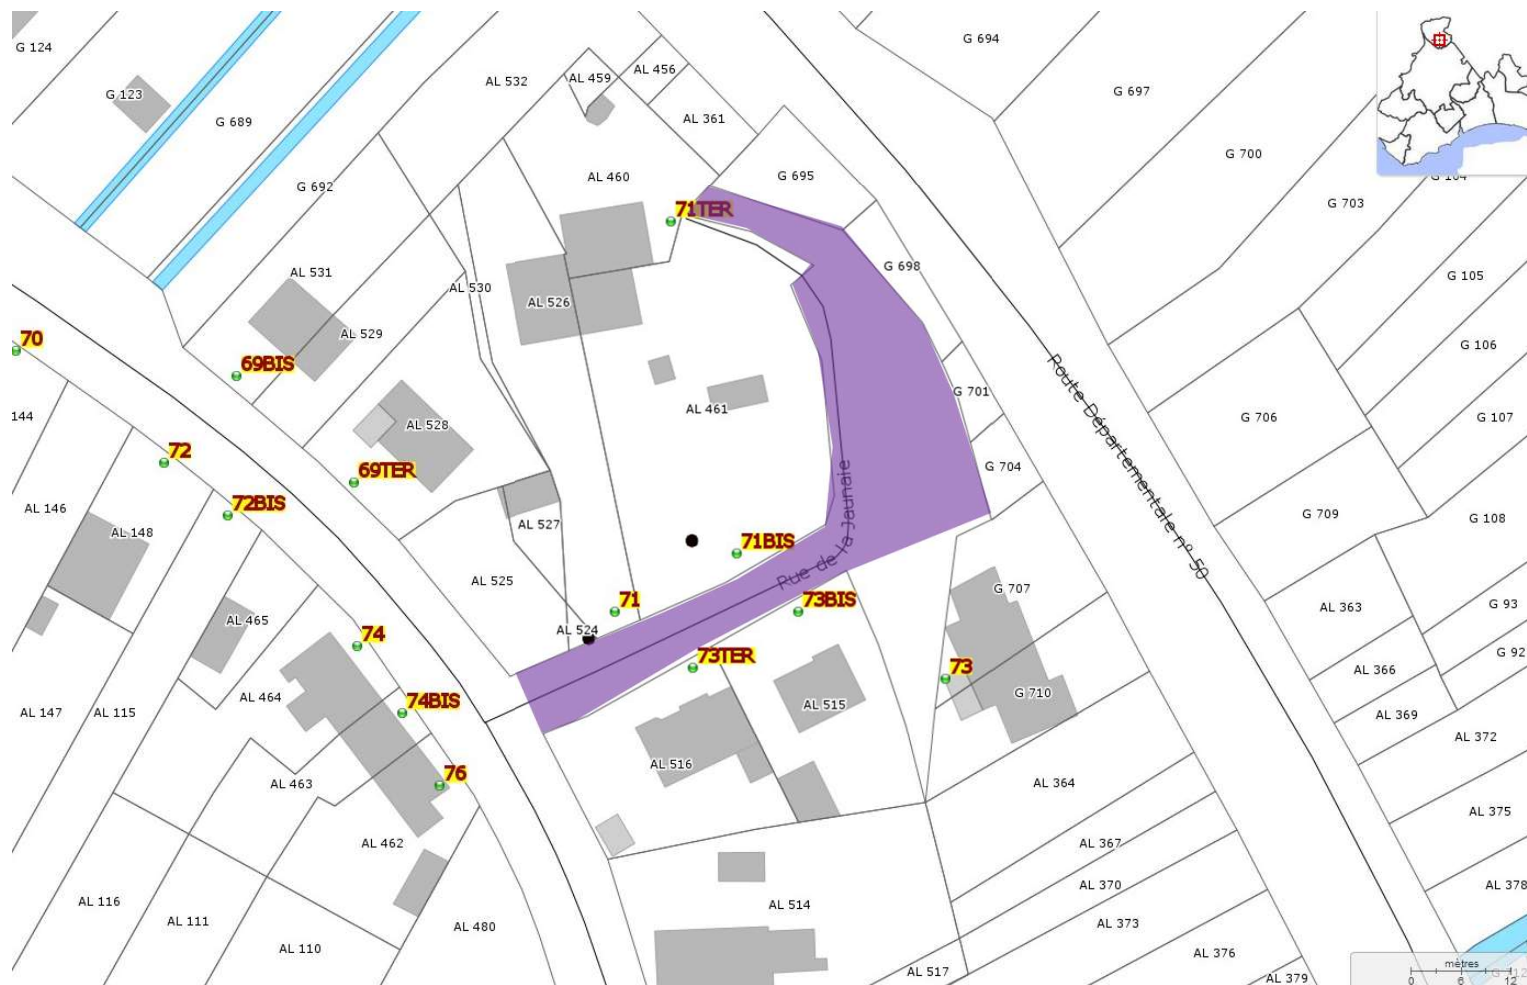 G 124
G 123
G 689
AL 532
AL 459
AL 456
AL 361
G 694
G 697
G 700
G 703
G 692
AL 460
G 695
71TER
G 698
AL 531
AL 530
AL 526
G 105
AL 529
70
69BIS
G 106
G 701
144
AL 461
G 706
G 107
AL 528
72
69TER
G 704
72BIS
AL 146
AL 148
AL 527
G 709
G 108
Route Départementale n° 50
Rue de la Jaunaie
71BIS
AL 525
G 707
71
73BIS
AL 363
G 93
AL 465
AL 524
74
73TER
73
G 92
AL 366
AL 464
74BIS
G 710
AL 147
AL 115
AL 515
AL 369
AL 372
AL 516
76
AL 463
AL 364
AL 375
AL 462
AL 367
AL 370
AL 378
AL 116
AL 514
AL 111
AL 373
AL 480
AL 110
AL 376
AL 517
AL 379
mètres
0 6 12